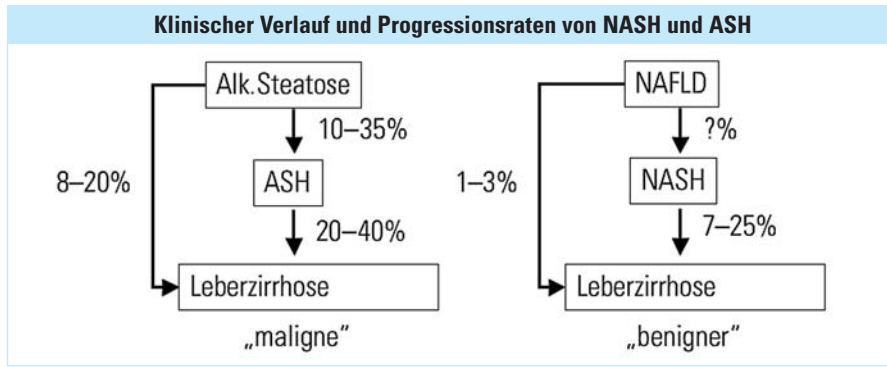 Klinischer Verlauf und Progressionsraten von NASH und ASH
Alk. Steatose
10–35%
8–20%
ASH
20–40%
Leberzirrhose
„maligne“
NAFLD
?%
1–3%
NASH
7–25%
Leberzirrhose
„benigner“